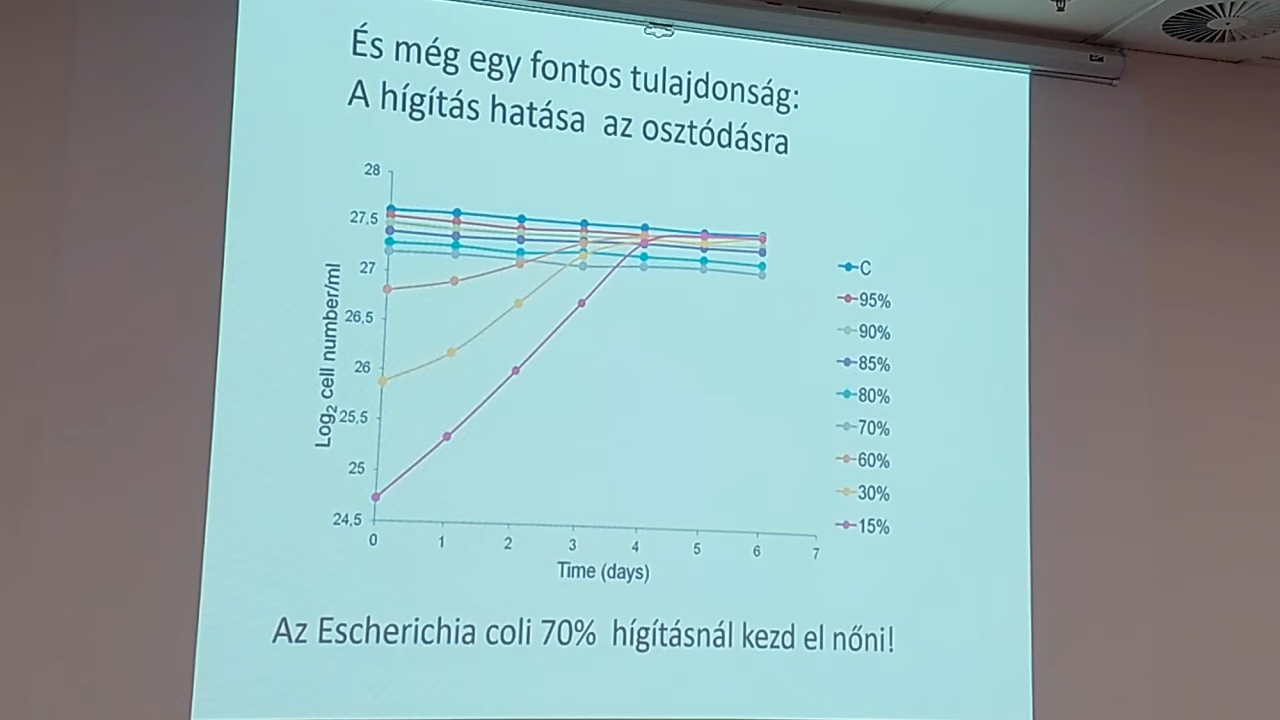 És még egy fontos tulajdonság:
A hígítás hatása az osztódásra
28
27,5
27
26,5
26
25,5
25
24,5
Log2 cell number/ml
0 1 2 3 4 5 6 7
Time (days)
C
95%
90%
85%
80%
70%
60%
30%
15%
Az Escherichia coli 70% hígításnál kezd el nőni!